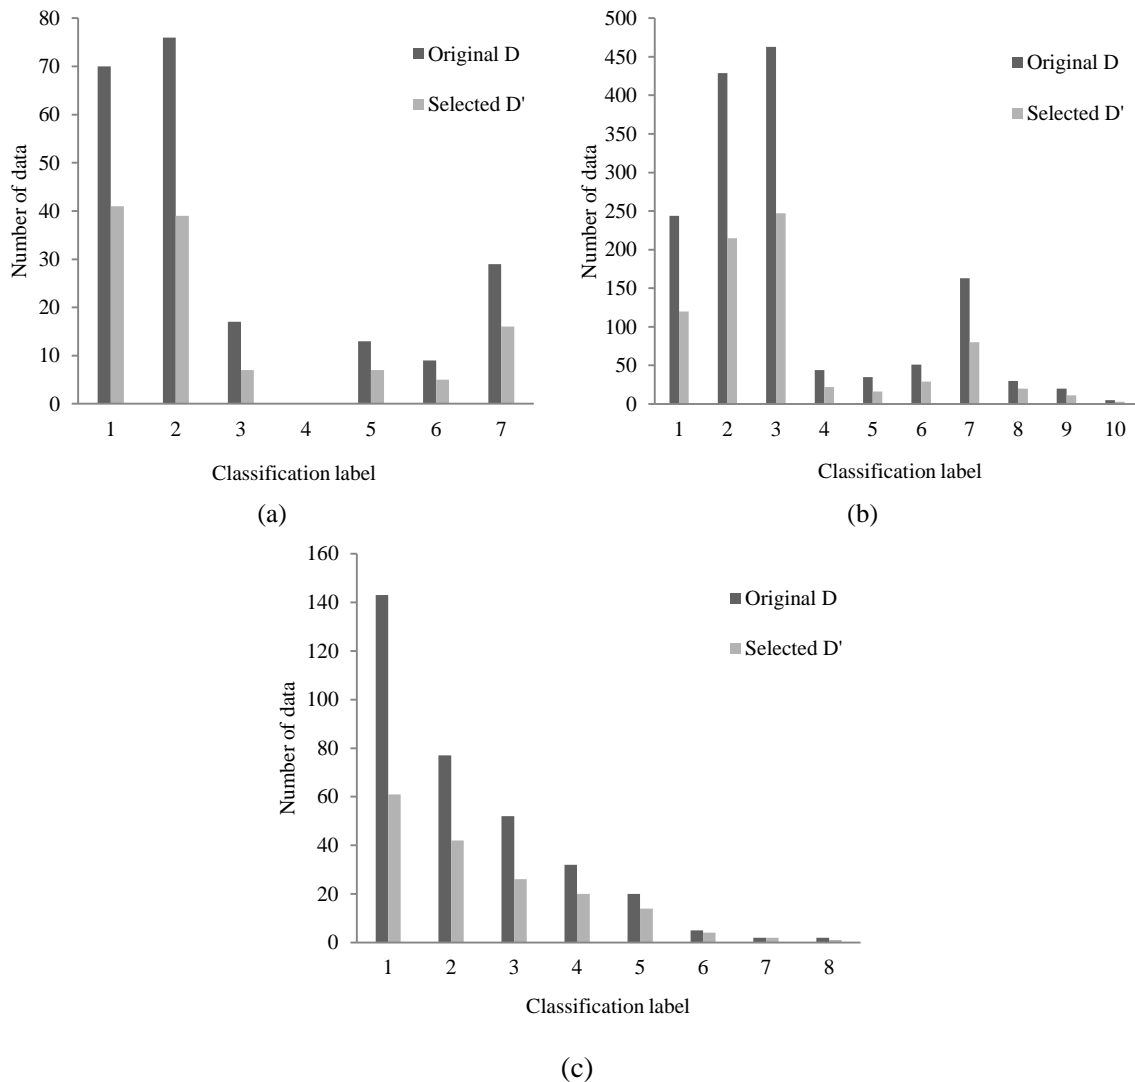 80
70
60
50
40
30
20
10
0
Number of data
Original D
Selected D'
1 2 3 4 5 6 7
Classification label
(a)
500
450
400
350
300
250
200
150
100
50
0
Number of data
Original D
Selected D'
1 2 3 4 5 6 7 8 9 10
Classification label
(b)
160
140
120
100
80
60
40
20
0
Number of data
Original D
Selected D'
1 2 3 4 5 6 7 8
Classification label
(c)